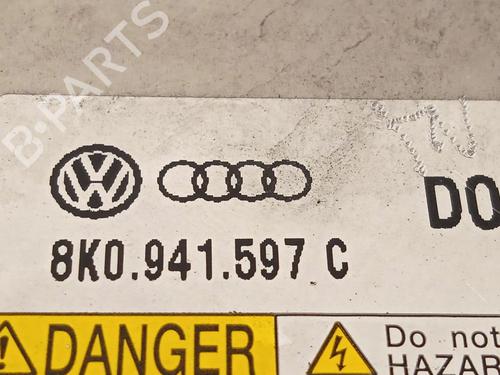 B-PARTS
DO
8K0.941.597 C
DANGER
Do not
HAZAR